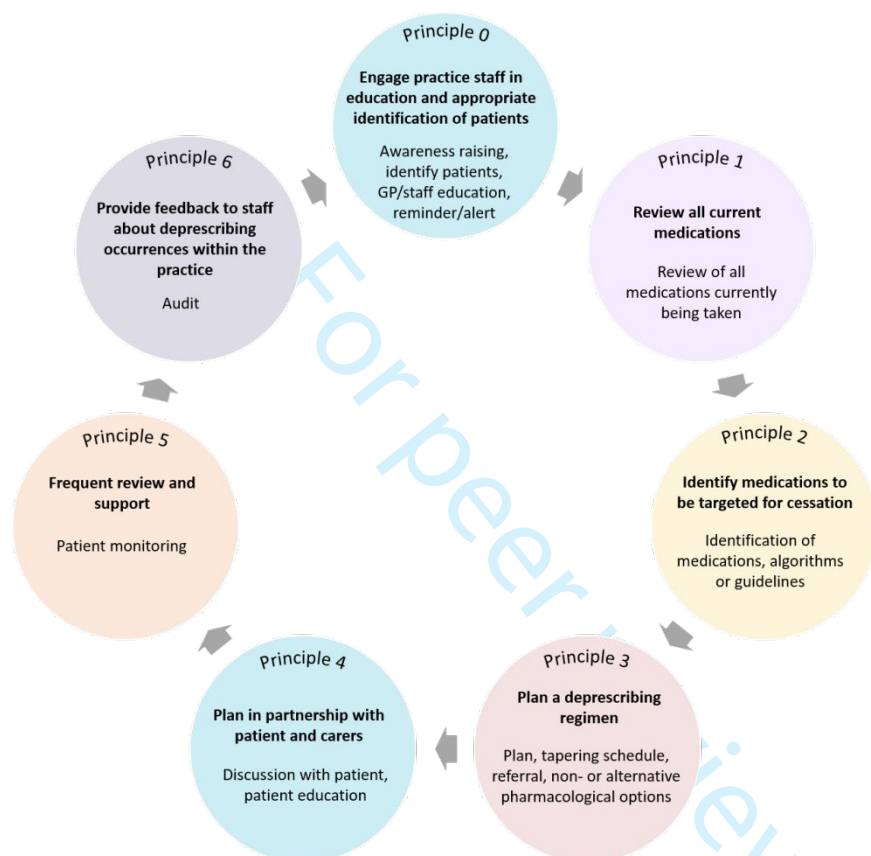 Principle 0
Engage practice staff in
education and appropriate
identification of patients
Awareness raising,
identify patients,
GP/staff education,
reminder/alert
Principle 1
Review all current
medications
Review of all
medications currently
being taken
Principle 2
Identify medications to
be targeted for cessation
Identification of
medications, algorithms
or guidelines
Principle 3
Plan a deprescribing
regimen
Plan, tapering schedule,
referral, non- or alternative
pharmacological options
Principle 4
Plan in partnership with
patient and carers
Discussion with patient,
patient education
Principle 5
Frequent review and
support
Patient monitoring
Principle 6
Provide feedback to staff
about deprescribing
occurrences within the
practice
Audit
For peer review